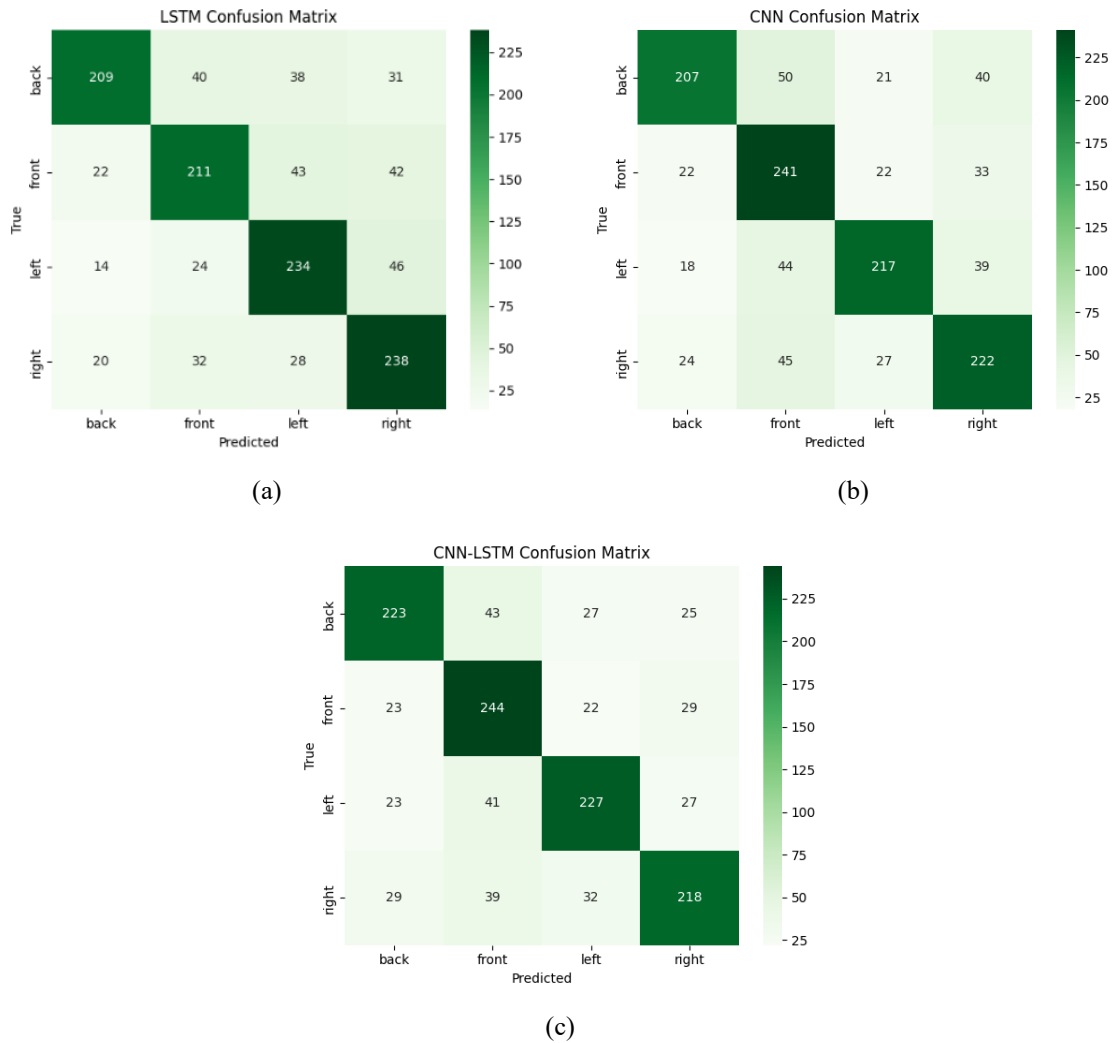 LSTM Confusion Matrix
back 209 40 38 31
front 22 211 43 42
left 14 24 234 46
right 20 32 28 238
back front left right
Predicted
True
225
200
175
150
125
100
75
50
25
(a)
CNN Confusion Matrix
back 207 50 21 40
front 22 241 22 33
left 18 44 217 39
right 24 45 27 222
back front left right
Predicted
True
225
200
175
150
125
100
75
50
25
(b)
CNN-LSTM Confusion Matrix
back 223 43 27 25
front 23 244 22 29
left 23 41 227 27
right 29 39 32 218
back front left right
Predicted
True
225
200
175
150
125
100
75
50
25
(c)